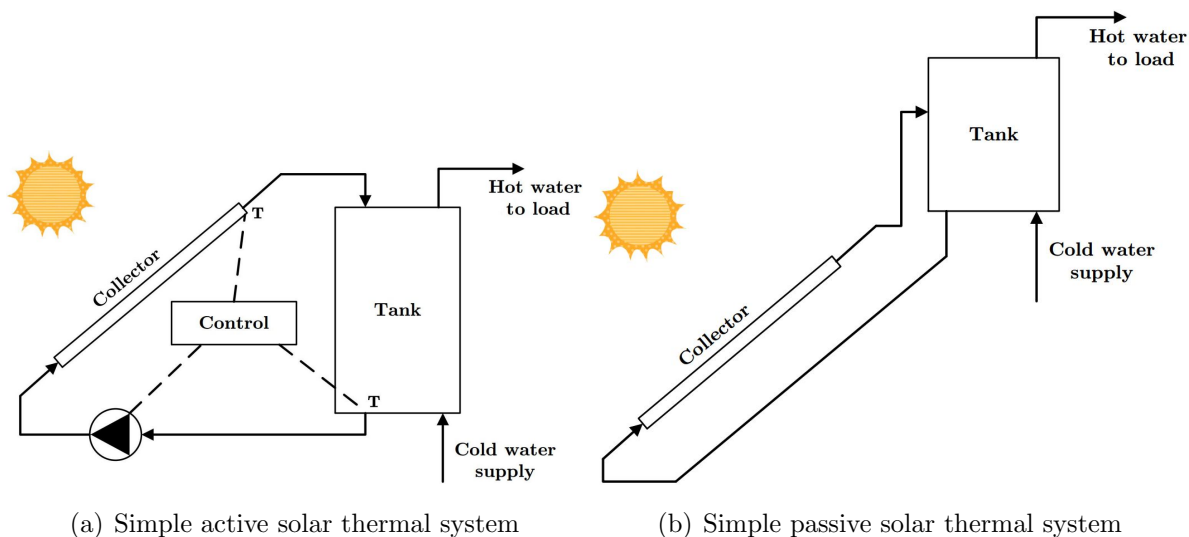 T
Collector
Control
Tank
T
Hot water
to load
Cold water
supply
(a) Simple active solar thermal system
Hot water
to load
Tank
Collector
Cold water
supply
(b) Simple passive solar thermal system